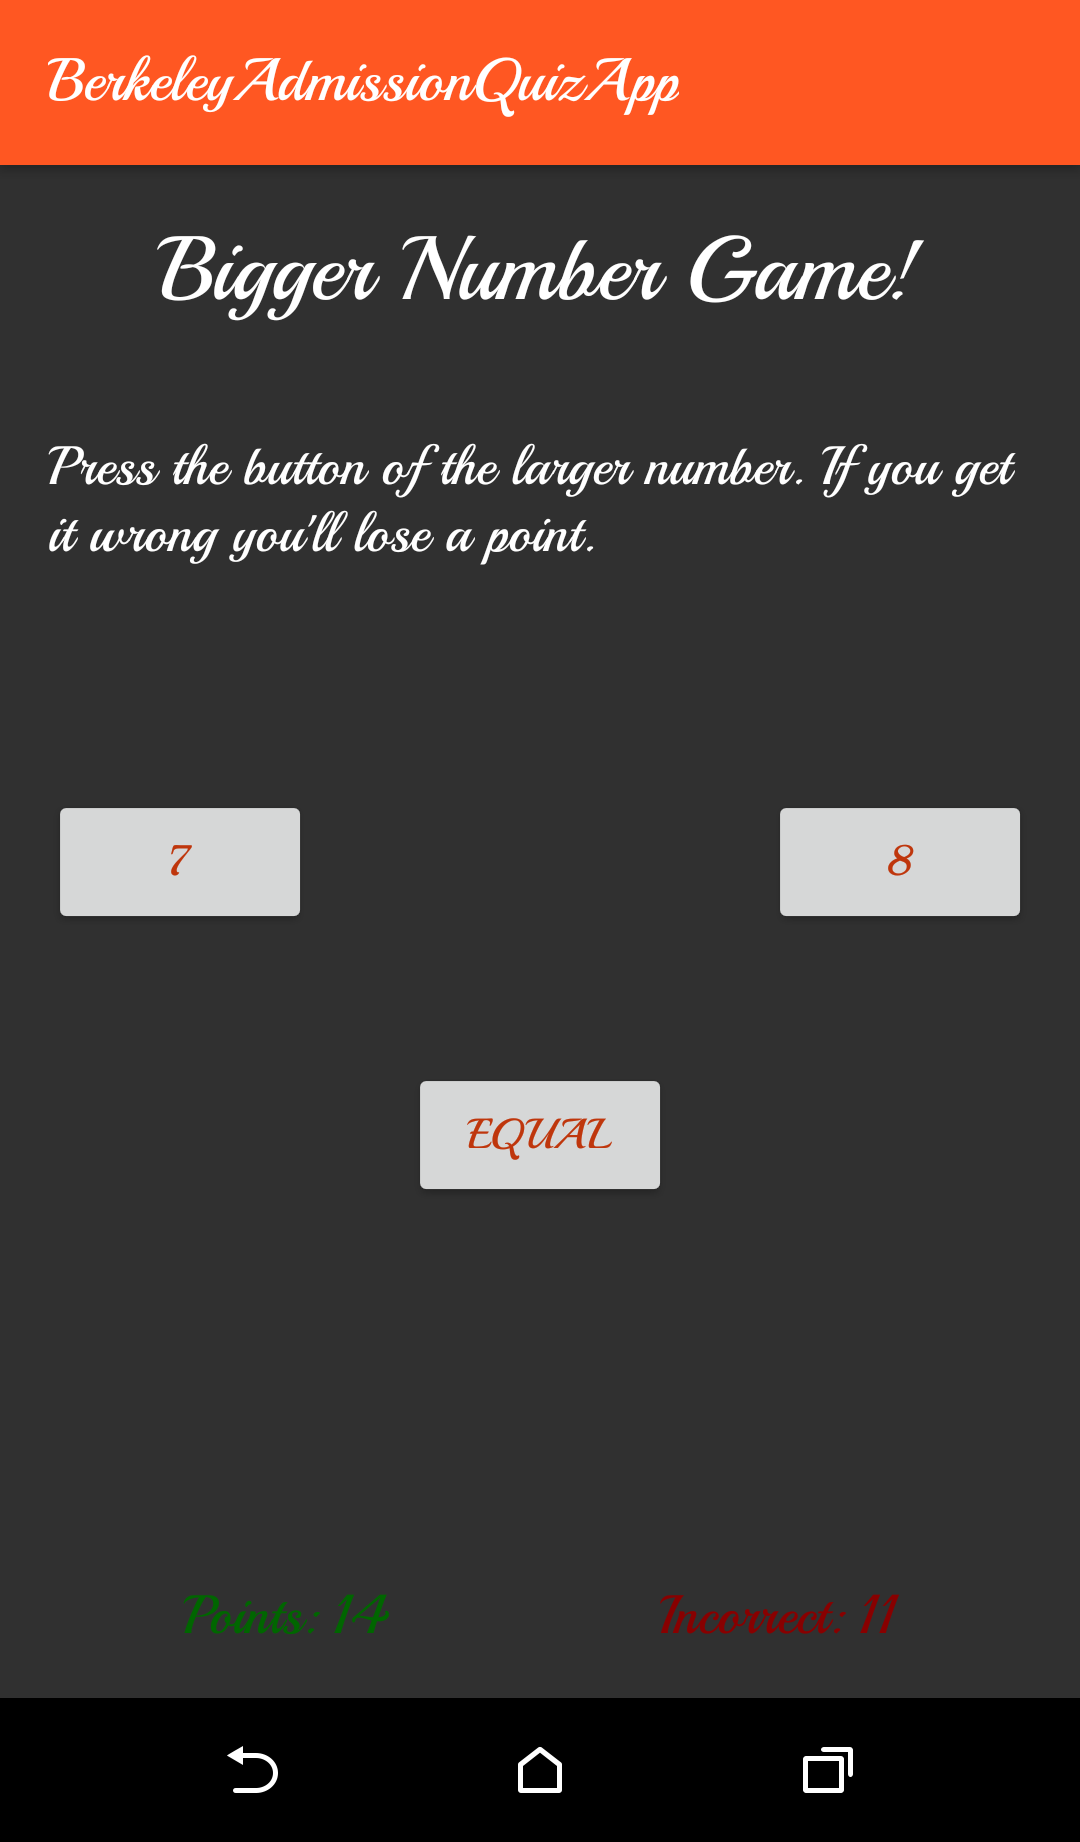 BerkeleyAdmissionQuizApp
Bigger Number Game!
Press the button of the larger number. If you get
it wrong you'll lose a point.
7
8
EQUAL
Points: 14
Incorrect: 11